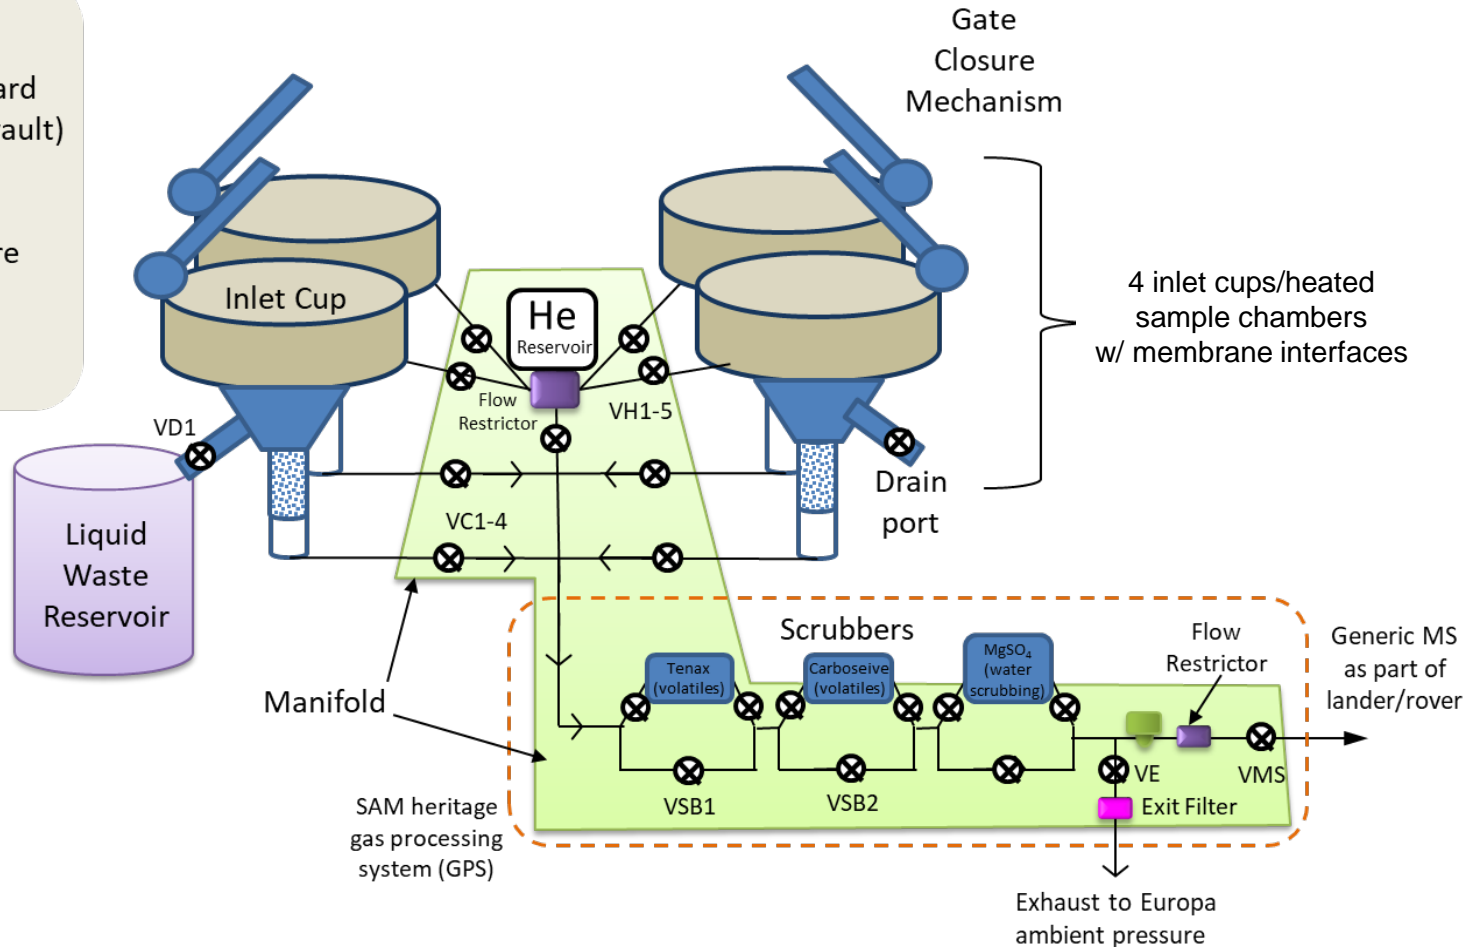 ard
ault)
re
Gate
Closure
Mechanism
Inlet Cup
He
Reservoir
Flow
Restrictor
VH1-5
4 inlet cups/heated
sample chambers
w/ membrane interfaces
VD1
Drain
port
VC1-4
Liquid
Waste
Reservoir
Manifold
Scrubbers
Tenax
(volatiles)
Carboseive
(volatiles)
MgSO₄
(water
scrubbing)
Flow
Restrictor
Generic MS
as part of
lander/rover
VSB1
VSB2
VE
VMS
Exit Filter
SAM heritage
gas processing
system (GPS)
Exhaust to Europa
ambient pressure